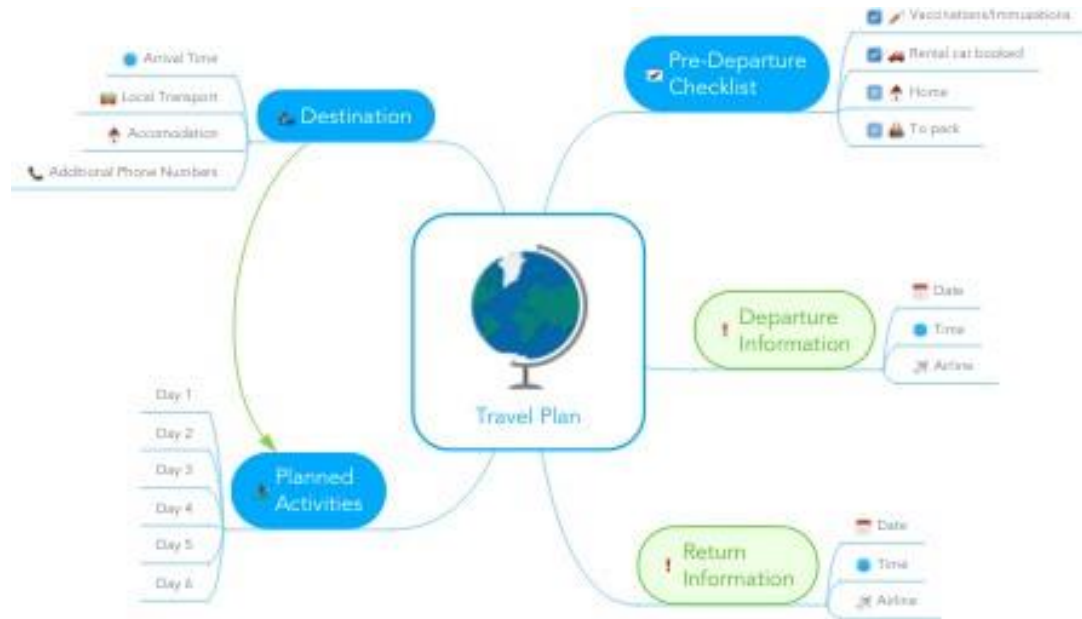 Vaccinations/Immunizations
Rental car booked!
Home
To pack
Pre-Departure
Checklist
Arrival Time
Local Transport
Accomodation
Additional Phone Numbers
Destination
Travel Plan
Departure
Information
Date
Time
Airline
Day 1
Day 2
Day 3
Day 4
Day 5
Day 6
Planned
Activities
Return
Information
Date
Time
Airline